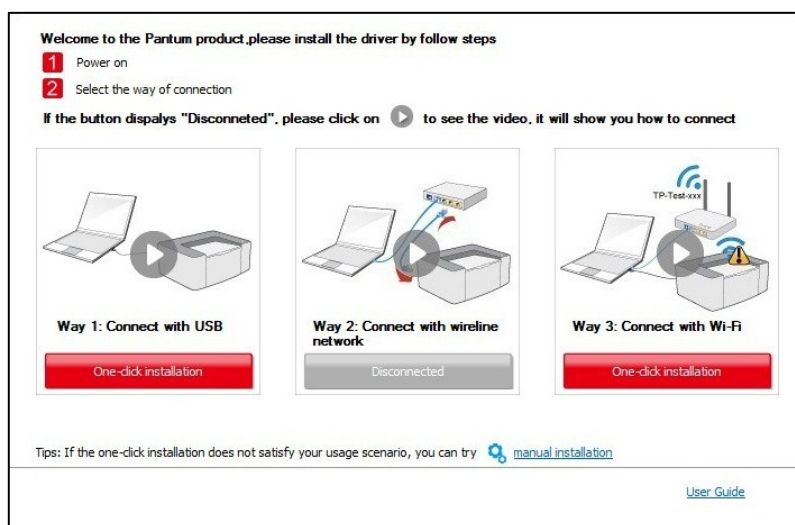 Welcome to the Pantum product,please install the driver by follow steps
1 Power on
2 Select the way of connection
If the button dispalys "Disconneted", please click on to see the video, it will show you how to connect
TP-Test-xxx
Way 1: Connect with USB
Way 2: Connect with wireline
network
Way 3: Connect with Wi-Fi
One-click installation
Disconnected
One-click installation
Tips: If the one-click installation does not satisfy your usage scenario, you can try manual installation
User Guide